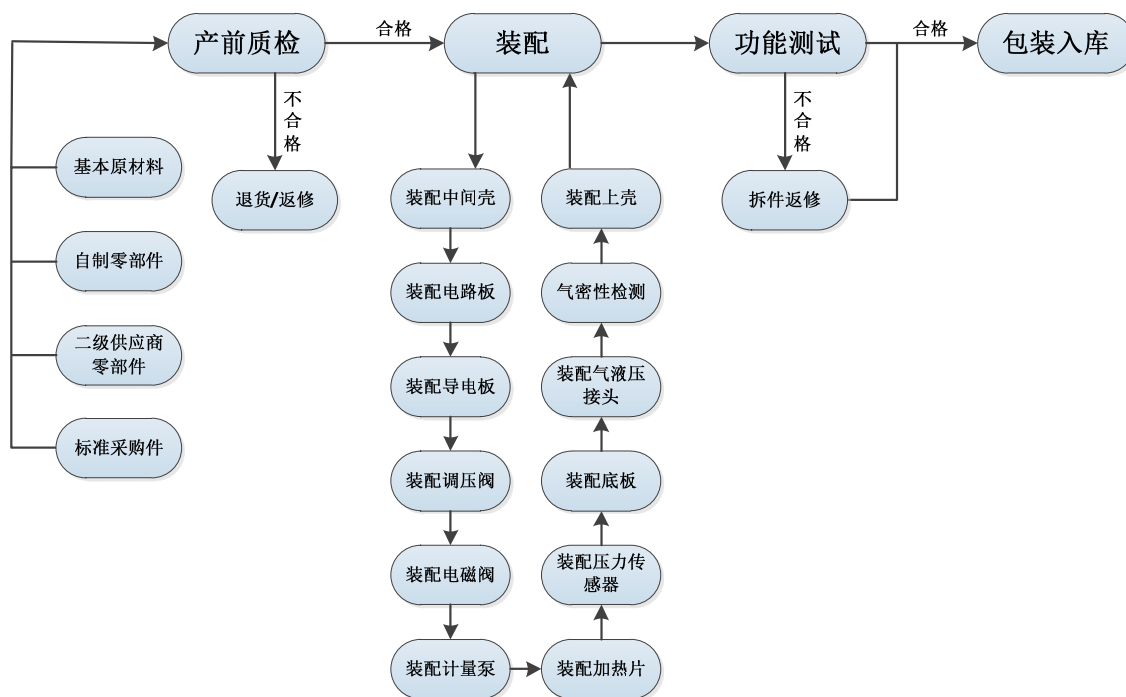 产前质检
合格
装配
功能测试
合格
包装入库
不
合
格
不
合
格
基本原材料
退货/返修
装配中间壳
装配上壳
拆件返修
自制零部件
装配电路板
气密性检测
二级供应商
零部件
装配导电板
装配气液压
接头
标准采购件
装配调压阀
装配底板
装配电磁阀
装配压力传
感器
装配计量泵
装配加热片